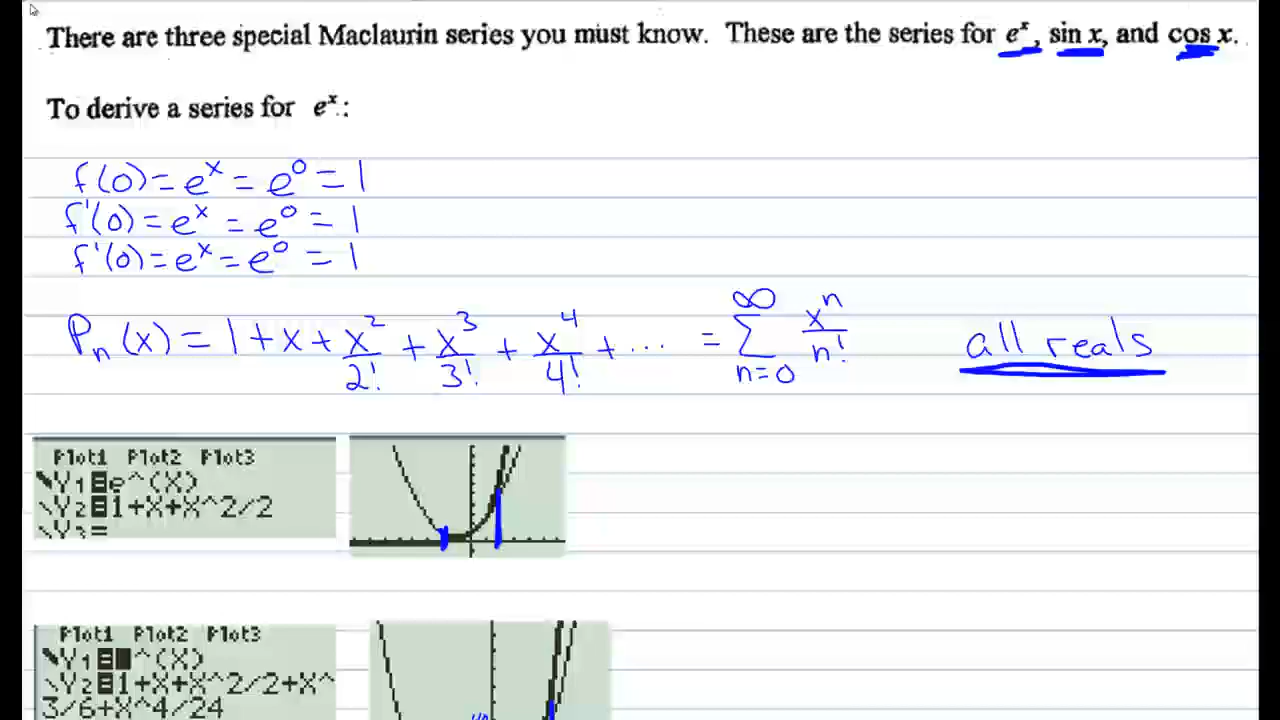 There are three special Maclaurin series you must know. These are the series for eˣ, sin x, and cos x.
To derive a series for eˣ:
f(0) = eˣ = e⁰ = 1
f'(0) = eˣ = e⁰ = 1
f'(0) = eˣ = e⁰ = 1
Pₙ(x) = 1 + x + x²/2! + x³/3! + x⁴/4! + ... = ∑ₙ₌₀^∞ xⁿ/n! all reals
Plot1 Plot2 Plot3
\Y₁=e^(X)
\Y₂=1+X+X^2/2
\Y₃=
Plot1 Plot2 Plot3
\Y₁=^(X)
\Y₂=1+X+X^2/2+X^
3/6+X^4/24